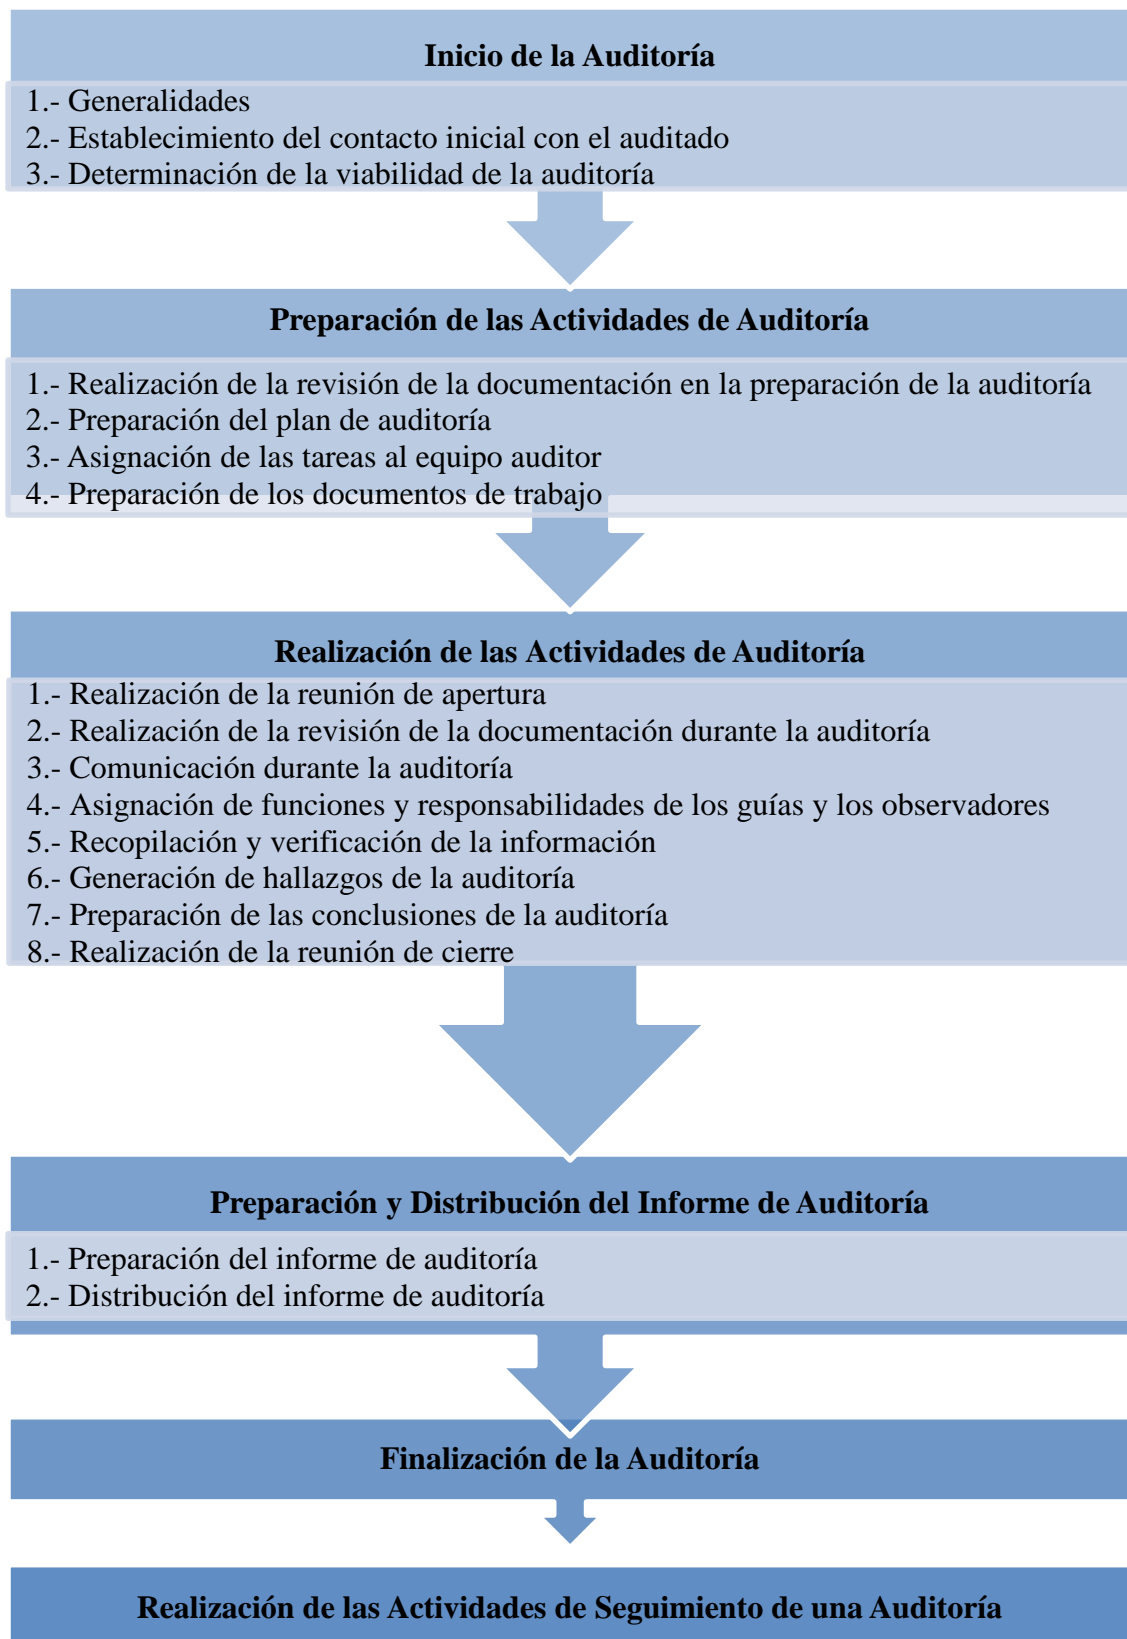 Inicio de la Auditoría
1.- Generalidades
2.- Establecimiento del contacto inicial con el auditado
3.- Determinación de la viabilidad de la auditoría
Preparación de las Actividades de Auditoría
1.- Realización de la revisión de la documentación en la preparación de la auditoría
2.- Preparación del plan de auditoría
3.- Asignación de las tareas al equipo auditor
4.- Preparación de los documentos de trabajo
Realización de las Actividades de Auditoría
1.- Realización de la reunión de apertura
2.- Realización de la revisión de la documentación durante la auditoría
3.- Comunicación durante la auditoría
4.- Asignación de funciones y responsabilidades de los guías y los observadores
5.- Recopilación y verificación de la información
6.- Generación de hallazgos de la auditoría
7.- Preparación de las conclusiones de la auditoría
8.- Realización de la reunión de cierre
Preparación y Distribución del Informe de Auditoría
1.- Preparación del informe de auditoría
2.- Distribución del informe de auditoría
Finalización de la Auditoría
Realización de las Actividades de Seguimiento de una Auditoría